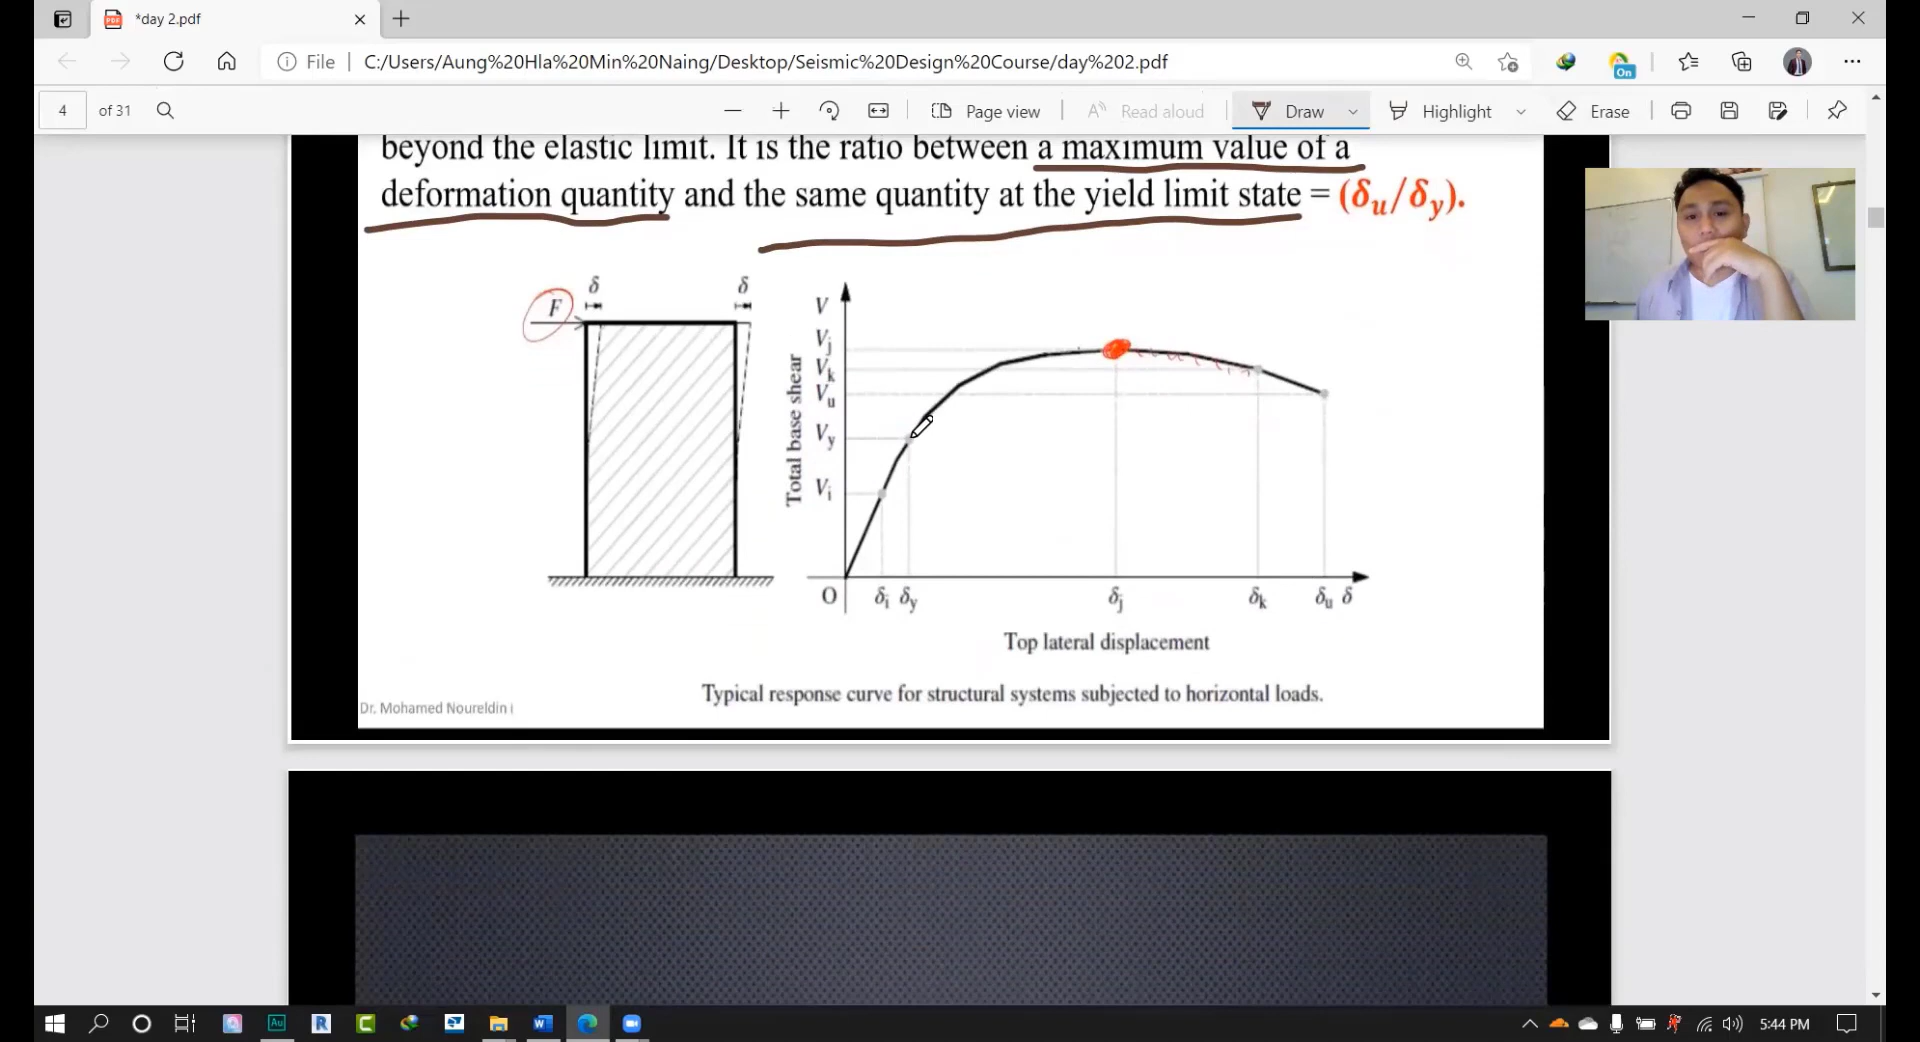 *day 2.pdf
File | C:/Users/Aung%20Hla%20Min%20Naing/Desktop/Seismic%20Design%20Course/day%202.pdf
On
4 of 31
Page view
Read aloud
Draw
Highlight
Erase
beyond the elastic limit. It is the ratio between a maximum value of a
deformation quantity and the same quantity at the yield limit state = (δu/δy).
δ δ
F
V
Vj
Vk
Vu
Vy
Vi
Total base shear
O δi δy δj δk δu δ
Top lateral displacement
Typical response curve for structural systems subjected to horizontal loads.
Dr. Mohamed Noureldin
5:44 PM